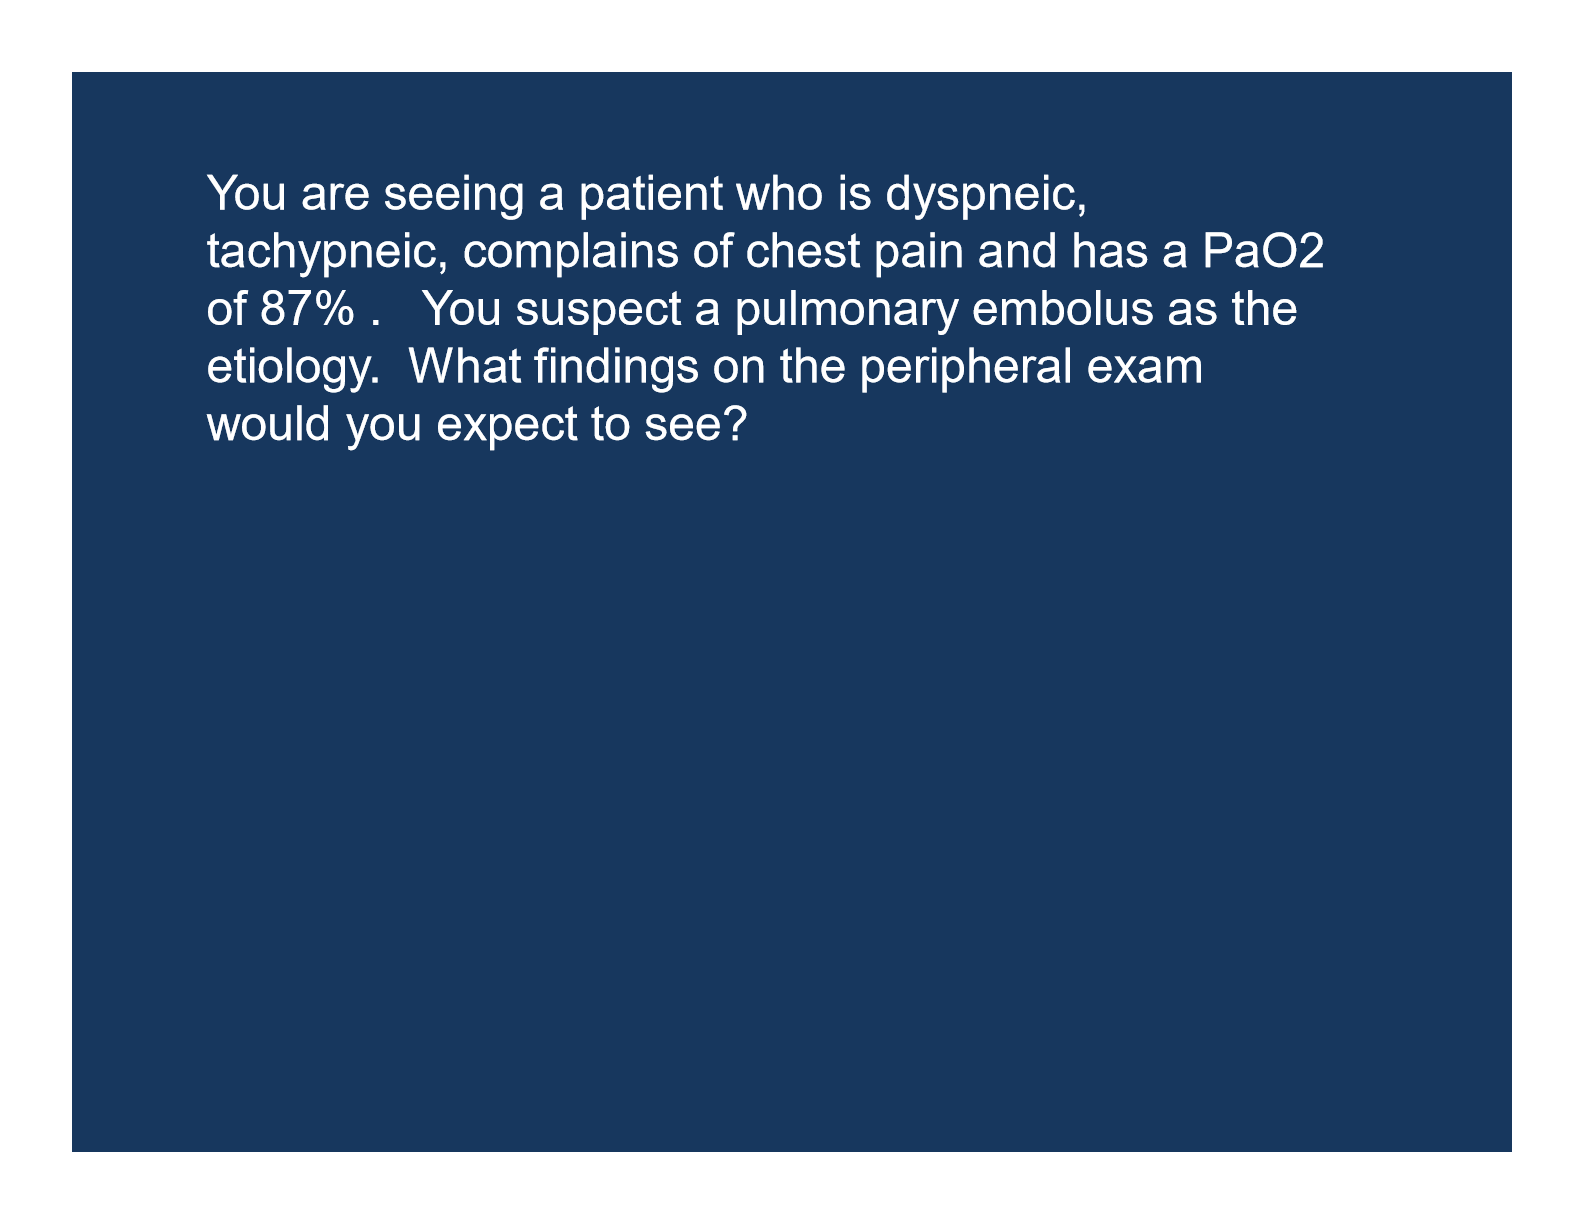 You are seeing a patient who is dyspneic,
tachypneic, complains of chest pain and has a PaO2
of 87% .   You suspect a pulmonary embolus as the
etiology.  What findings on the peripheral exam
would you expect to see?